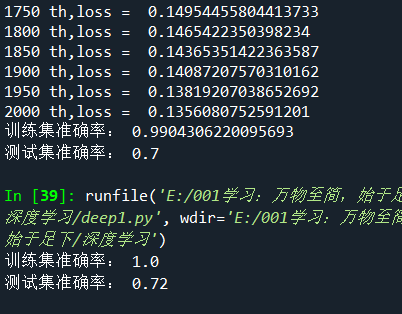 1750 th,loss =  0.14954455804413733
1800 th,loss =  0.1465422350398234
1850 th,loss =  0.14365351422363587
1900 th,loss =  0.14087207570310162
1950 th,loss =  0.13819207038652692
2000 th,loss =  0.1356080752591201
训练集准确率： 0.9904306220095693
测试集准确率： 0.7
In [39]: runfile('E:/001学习：万物至简，始于足
深度学习/deep1.py', wdir='E:/001学习：万物至简
始于足下/深度学习')
训练集准确率： 1.0
测试集准确率： 0.72